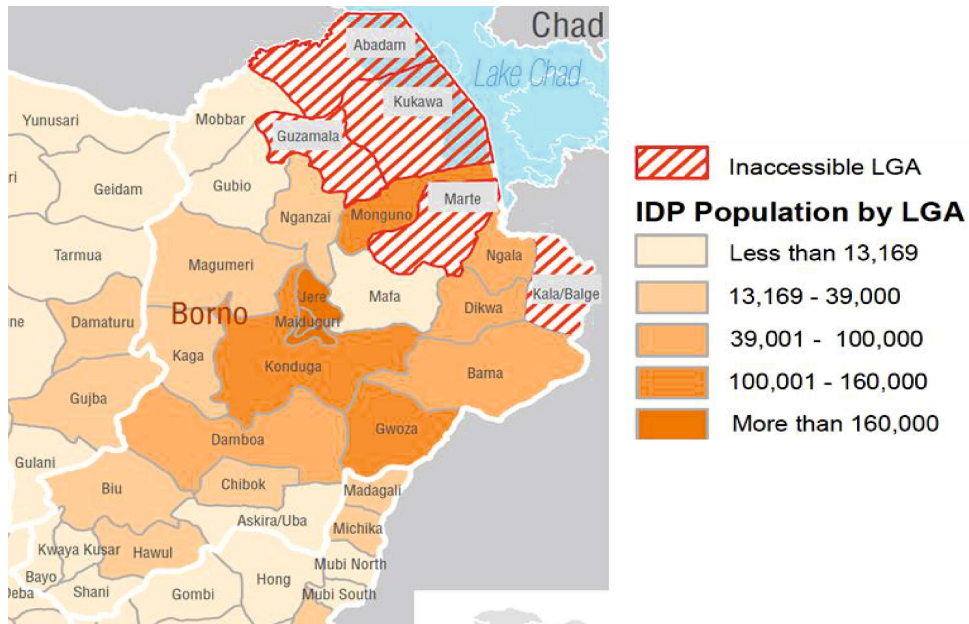 Chad
Abadam
Lake Chad
Kukawa
Yunusari
Mobbar
Guzamala
ri
Geidam
Gubio
Marte
Nganzai
Monguno
Tarmua
Magumeri
Ngala
Jere
Mafa
Kala/Balge
Borno
Dikwa
ne
Damaturu
Maiduguri
Kaga
Konduga
Bama
Gujba
Gwoza
Damboa
Gulani
Biu
Chibok
Madagali
Askira/Uba
Michika
Kwaya Kusar
Hawul
Mubi North
Bayo
Hong
Deba
Shani
Gombi
Mubi South
Inaccessible LGA
IDP Population by LGA
Less than 13,169
13,169 - 39,000
39,001 - 100,000
100,001 - 160,000
More than 160,000